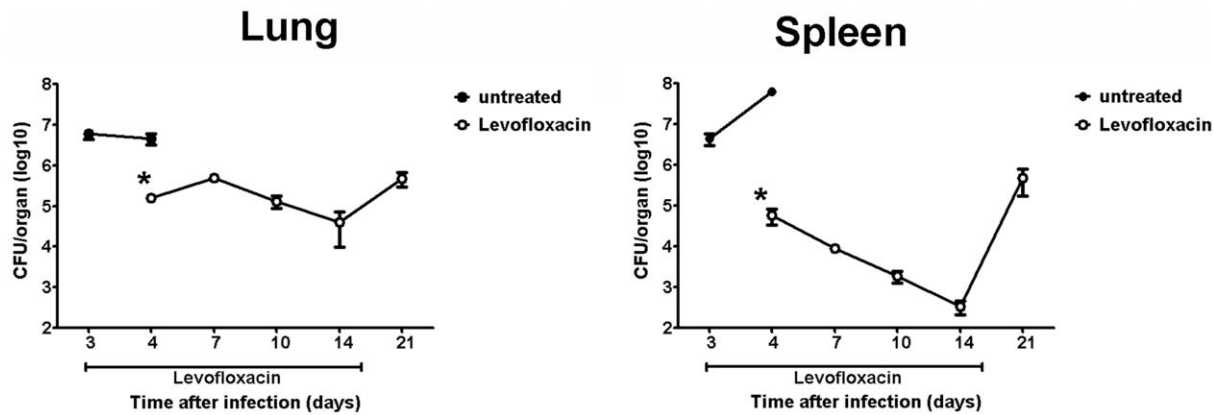 Lung
8
7
6
5
4
3
2
CFU/organ (log10)
*
untreated
Levofloxacin
3 4 7 10 14 21
Levofloxacin
Time after infection (days)
Spleen
8
7
6
5
4
3
2
CFU/organ (log10)
*
untreated
Levofloxacin
3 4 7 10 14 21
Levofloxacin
Time after infection (days)